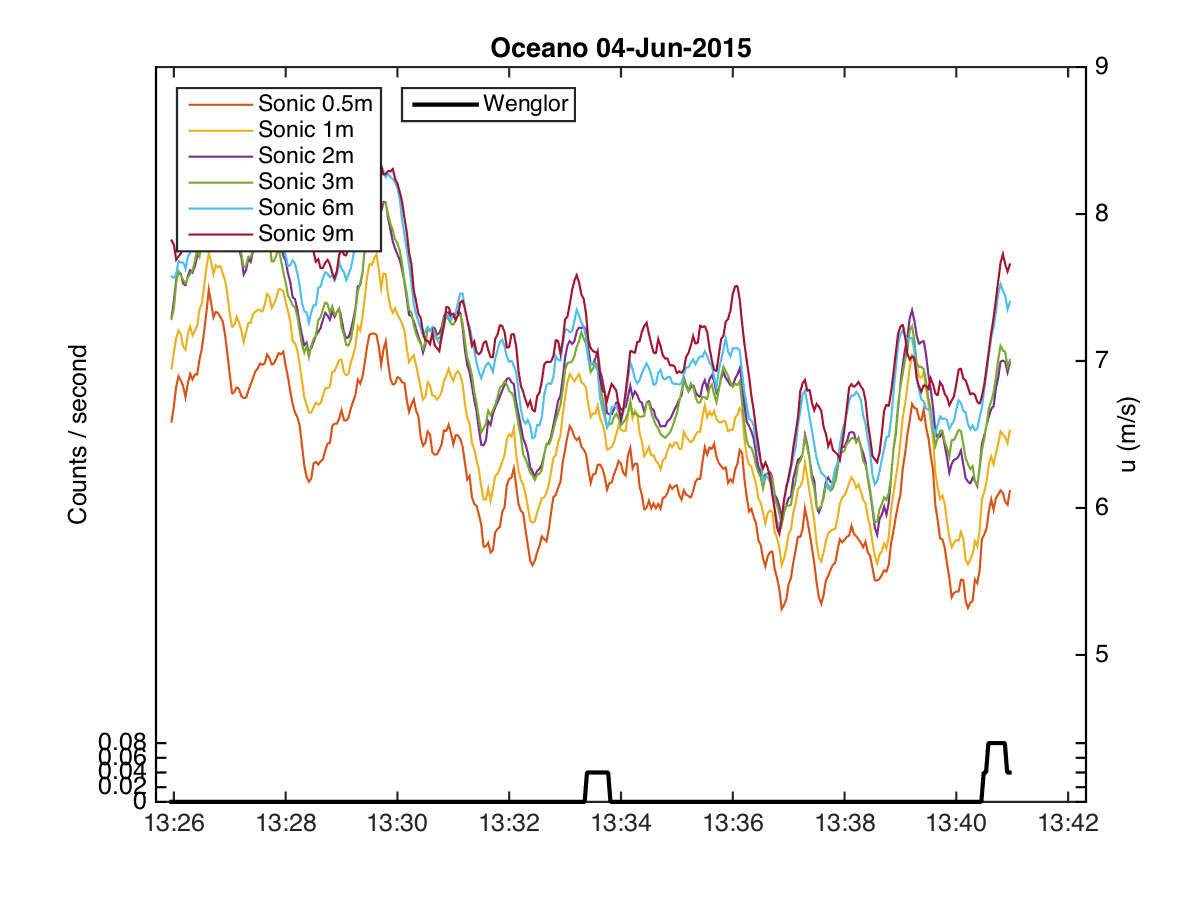 Oceano 04-Jun-2015
Sonic 0.5m
Sonic 1m
Sonic 2m
Sonic 3m
Sonic 6m
Sonic 9m
Wenglor
Counts / second
0.08
0.06
0.04
0.02
0
9
8
7
6
5
u (m/s)
13:26 13:28 13:30 13:32 13:34 13:36 13:38 13:40 13:42